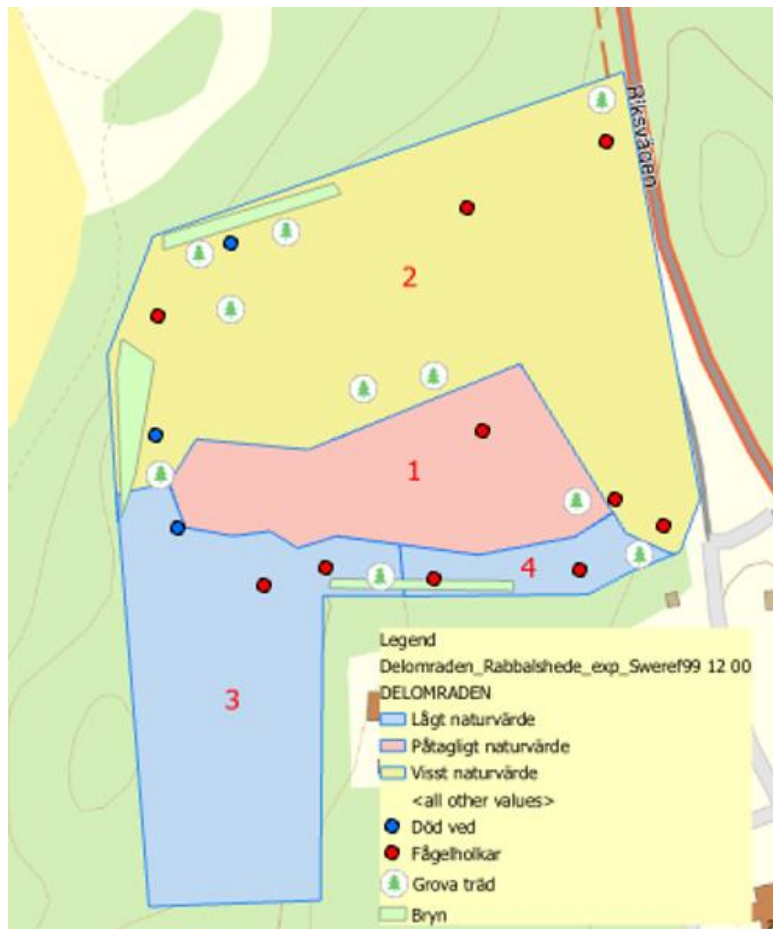 Riksvägen
2
1
4
3
Legend
Delomraden_Rabbalshede_exp_Sweref99 12 00
DELOMRADEN
Lågt naturvärde
Påtagligt naturvärde
Visst naturvärde
<all other values>
Död ved
Fågelholkar
Grova träd
Bryn